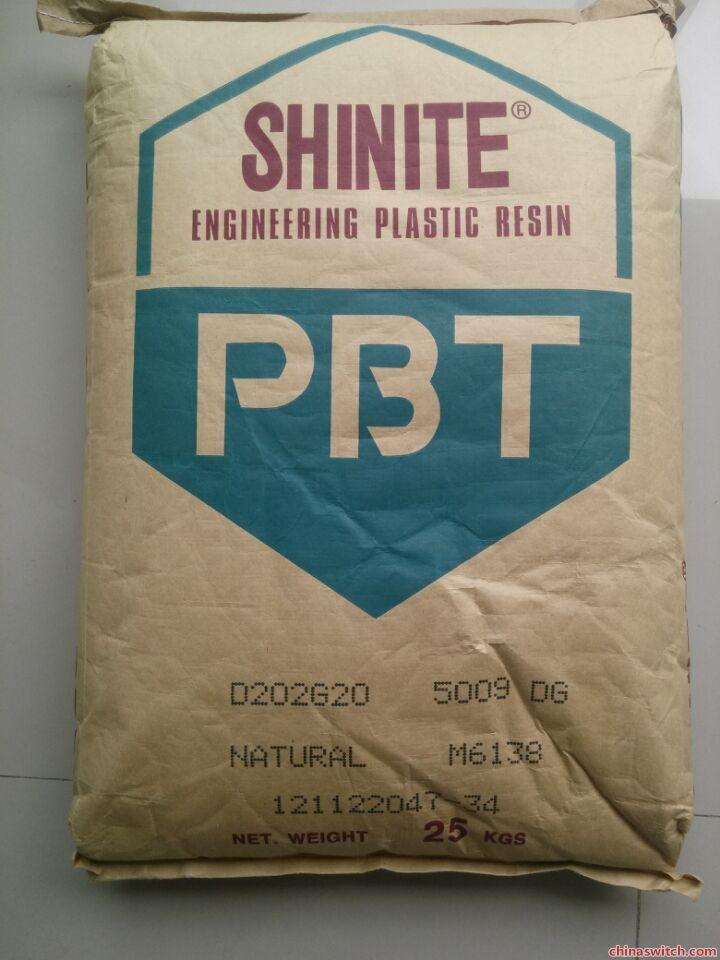 SHINITE®
ENGINEERING PLASTIC RESIN
PBT
D202G20 5009 DG
NATURAL M6138
121122047-34
NET. WEIGHT 25 KGS
chinaswitch.com